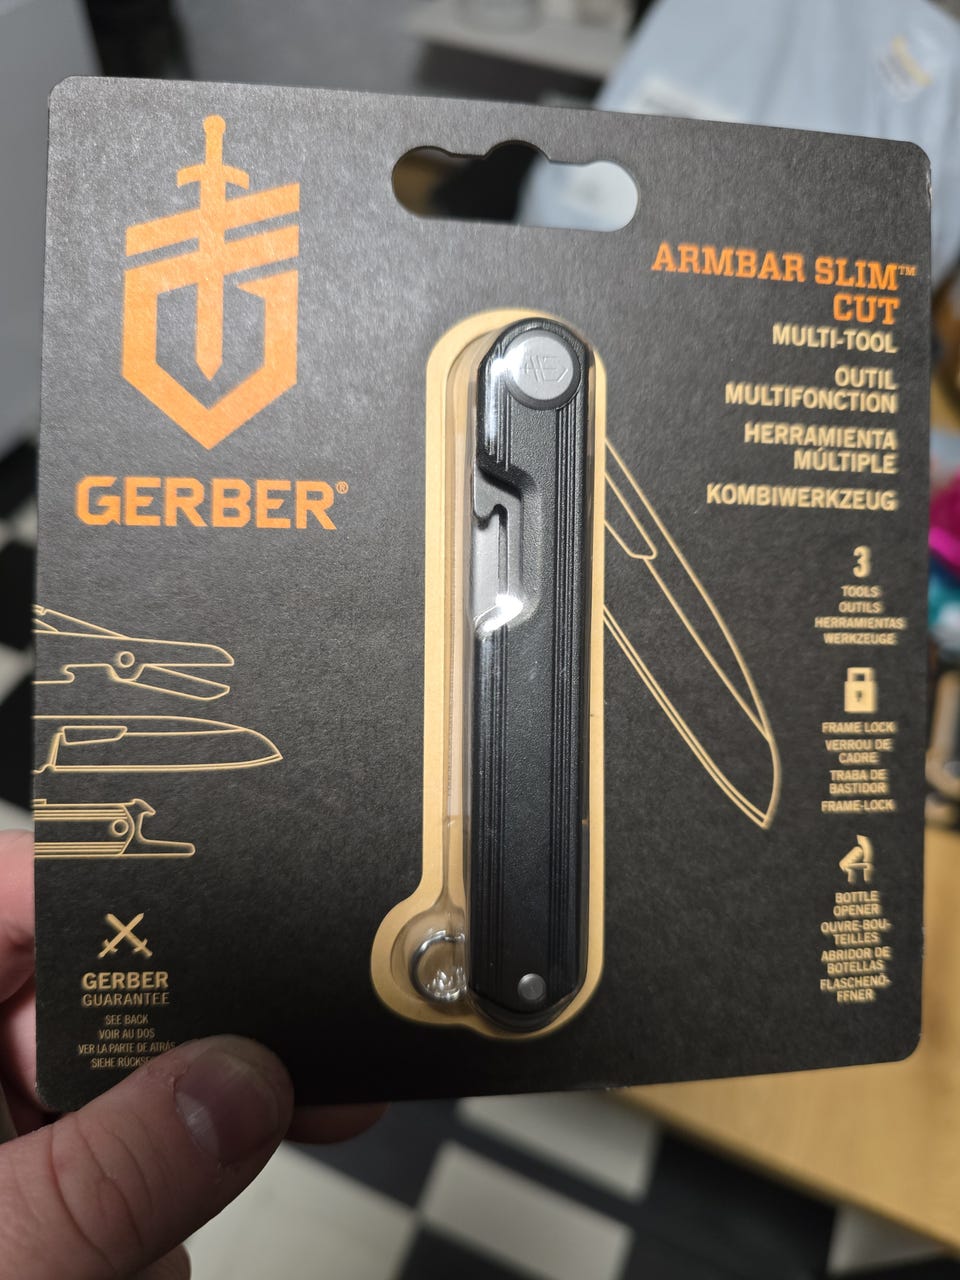 GERBER®
ARMBAR SLIM™
CUT
MULTI-TOOL
OUTIL
MULTIFONCTION
HERRAMIENTA
MÚLTIPLE
KOMBIWERKZEUG
3
TOOLS
OUTILS
HERRAMIENTAS
WERKZEUGE
FRAME LOCK
VERROU DE
CADRE
TRABA DE
BASTIDOR
FRAME-LOCK
BOTTLE
OPENER
OUVRE-BOU-
TEILLES
ABRIDOR DE
BOTELLAS
FLASCHENÖ-
FFNER
GERBER
GUARANTEE
SEE BACK
VOIR AU DOS
VER LA PARTE DE ATRÁS
SIEHE